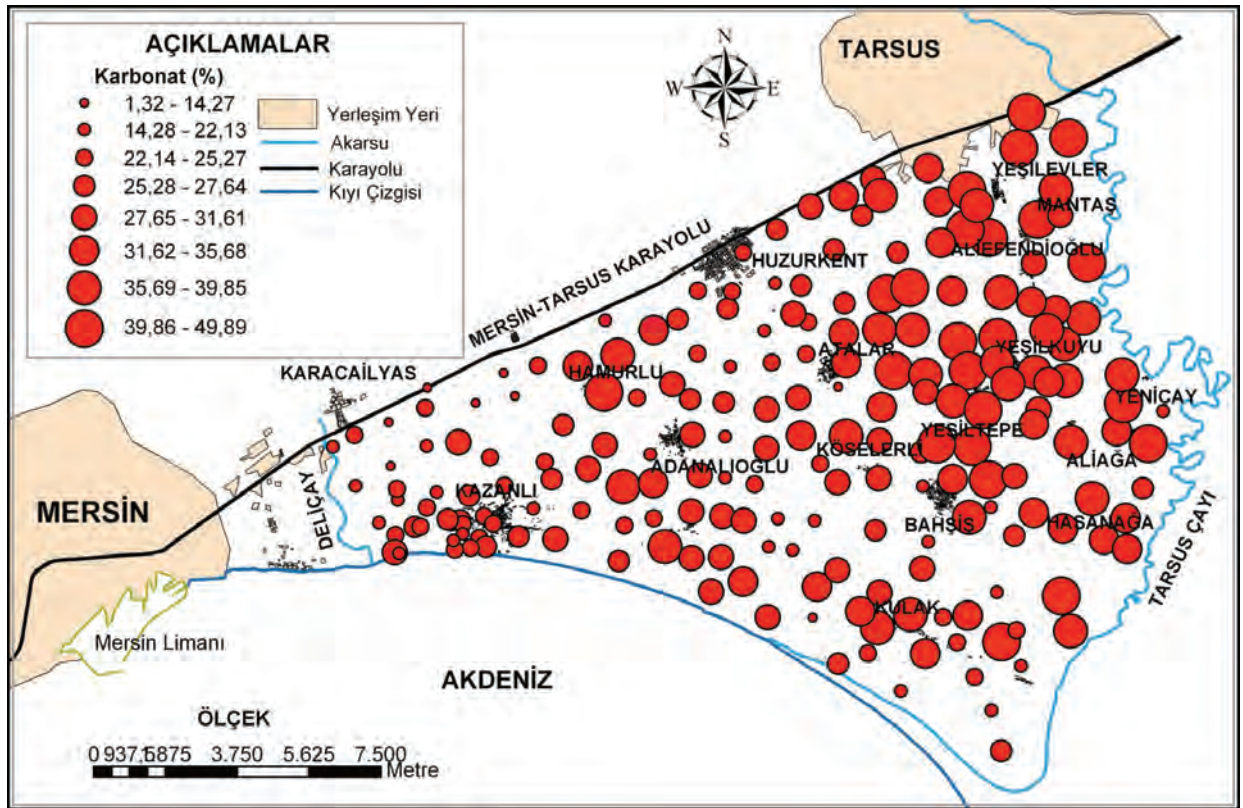 AÇIKLAMALAR
Karbonat (%)
1,32 - 14,27
14,28 - 22,13
22,14 - 25,27
25,28 - 27,64
27,65 - 31,61
31,62 - 35,68
35,69 - 39,85
39,86 - 49,89
Yerleşim Yeri
Akarsu
Karayolu
Kıyı Çizgisi
N
W
E
S
TARSUS
YEŞİLEVLER
MANTAŞ
ALİEFENDİOĞLU
HUZURKENT
MERSİN-TARSUS KARAYOLU
ATALAR
YEŞİLKUYU
HAMURLU
KARACAİLYAS
YENİÇAY
YEŞİLTEPE
KÖSELERLİ
ALİAĞA
ADANALIOĞLU
KAZANLI
MERSİN
DELİÇAY
BAHŞİŞ
HASANAĞA
TARSUS ÇAYI
KULAK
Mersin Limanı
AKDENİZ
ÖLÇEK
0 937,51.875 3.750 5.625 7.500
Metre